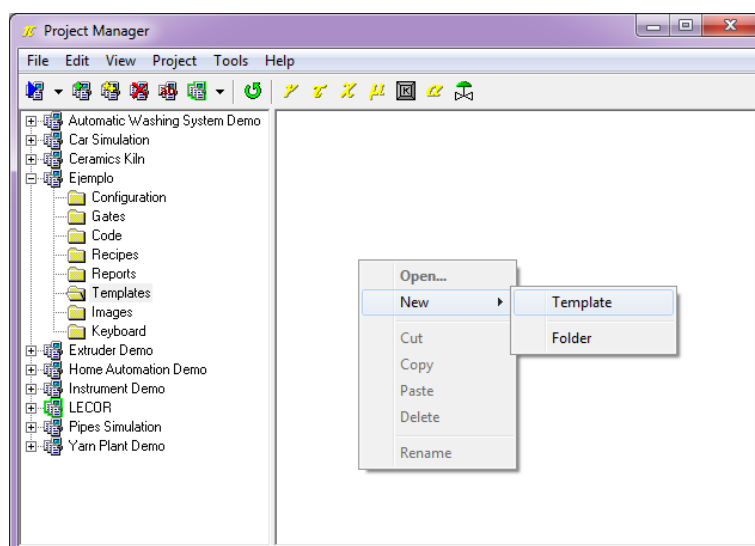 Project Manager
File Edit View Project Tools Help
γ τ χ μ K α
Automatic Washing System Demo
Car Simulation
Ceramics Kiln
Ejemplo
Configuration
Gates
Code
Recipes
Reports
Templates
Images
Keyboard
Extruder Demo
Home Automation Demo
Instrument Demo
LECOR
Pipes Simulation
Yarn Plant Demo
Open...
New
Cut
Copy
Paste
Delete
Rename
Template
Folder